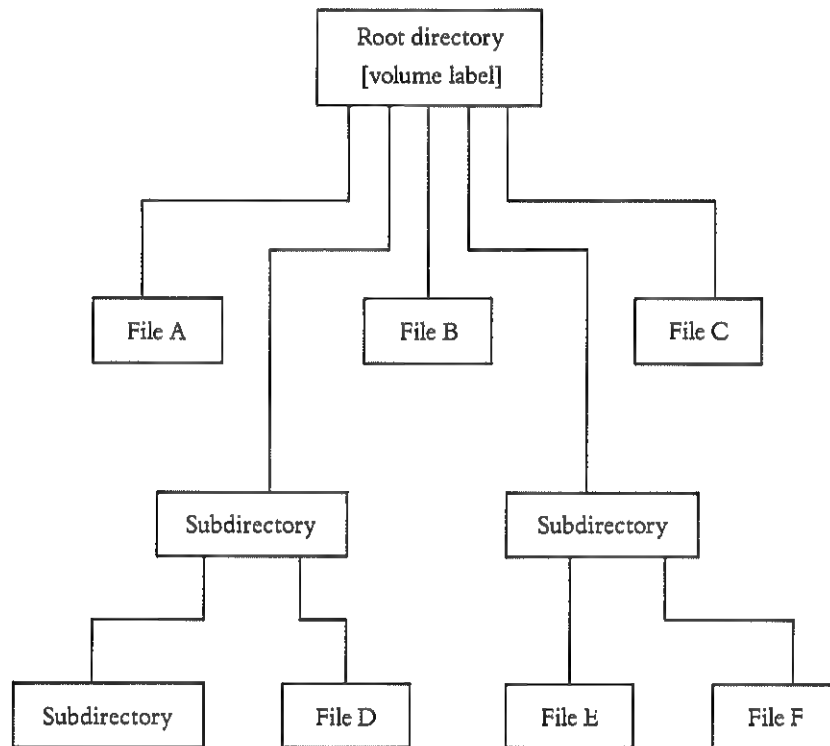 Root directory
[volume label]
File A
File B
File C
Subdirectory
Subdirectory
Subdirectory
File D
File E
File F